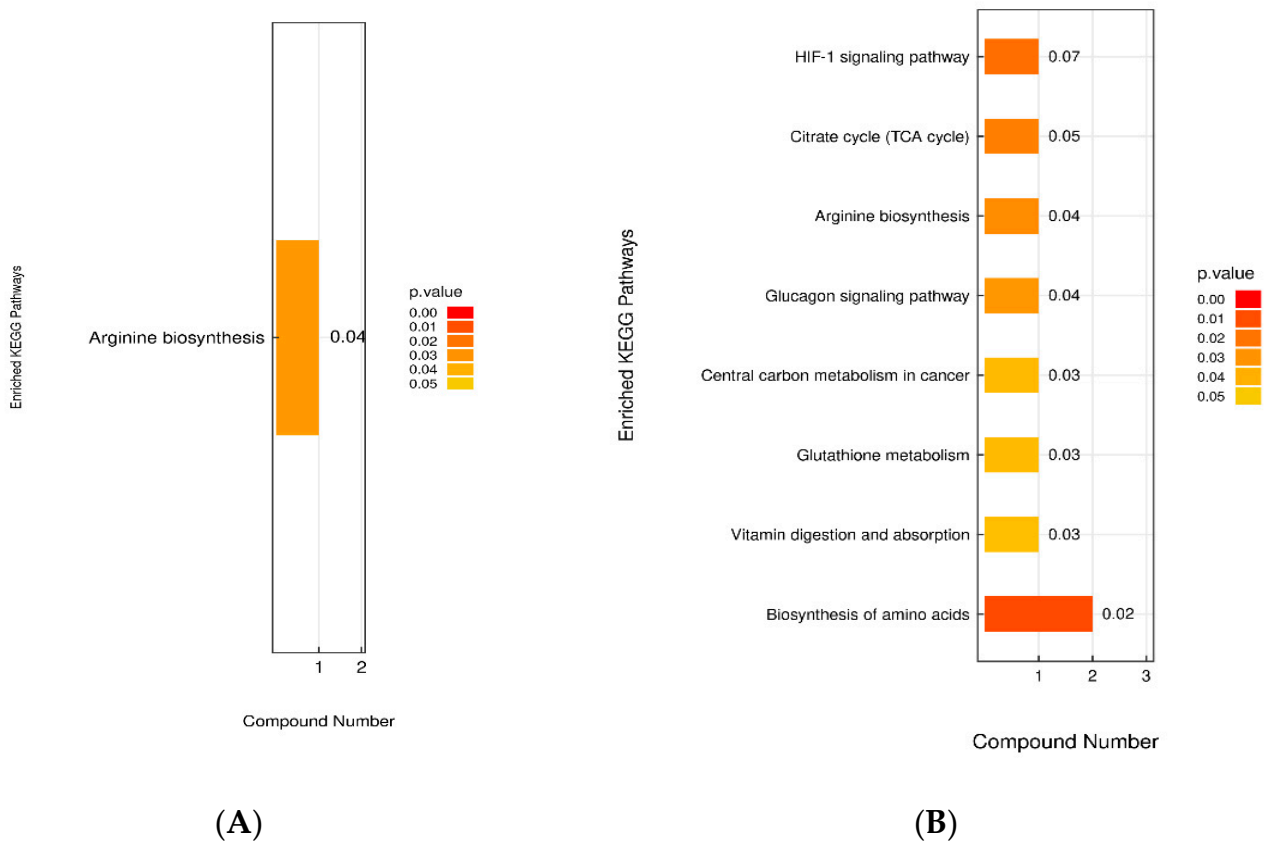 Enriched KEGG Pathways
Arginine biosynthesis
0.04
1 2
Compound Number
p.value
0.00
0.01
0.02
0.03
0.04
0.05
(A)
Enriched KEGG Pathways
HIF-1 signaling pathway 0.07
Citrate cycle (TCA cycle) 0.05
Arginine biosynthesis 0.04
Glucagon signaling pathway 0.04
Central carbon metabolism in cancer 0.03
Glutathione metabolism 0.03
Vitamin digestion and absorption 0.03
Biosynthesis of amino acids 0.02
1 2 3
Compound Number
p.value
0.00
0.01
0.02
0.03
0.04
0.05
(B)